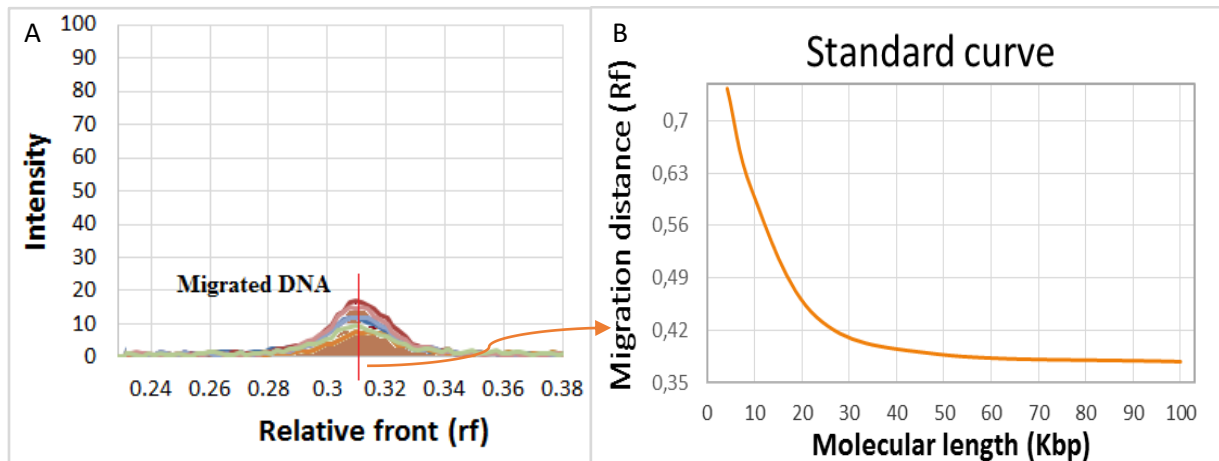 A
100
90
80
70
60
50
40
30
20
10
0
Intensity
Migrated DNA
0.24 0.26 0.28 0.3 0.32 0.34 0.36 0.38
Relative front (rf)
B
Standard curve
Migration distance (Rf)
0,7
0,63
0,56
0,49
0,42
0,35
0 10 20 30 40 50 60 70 80 90 100
Molecular length (Kbp)